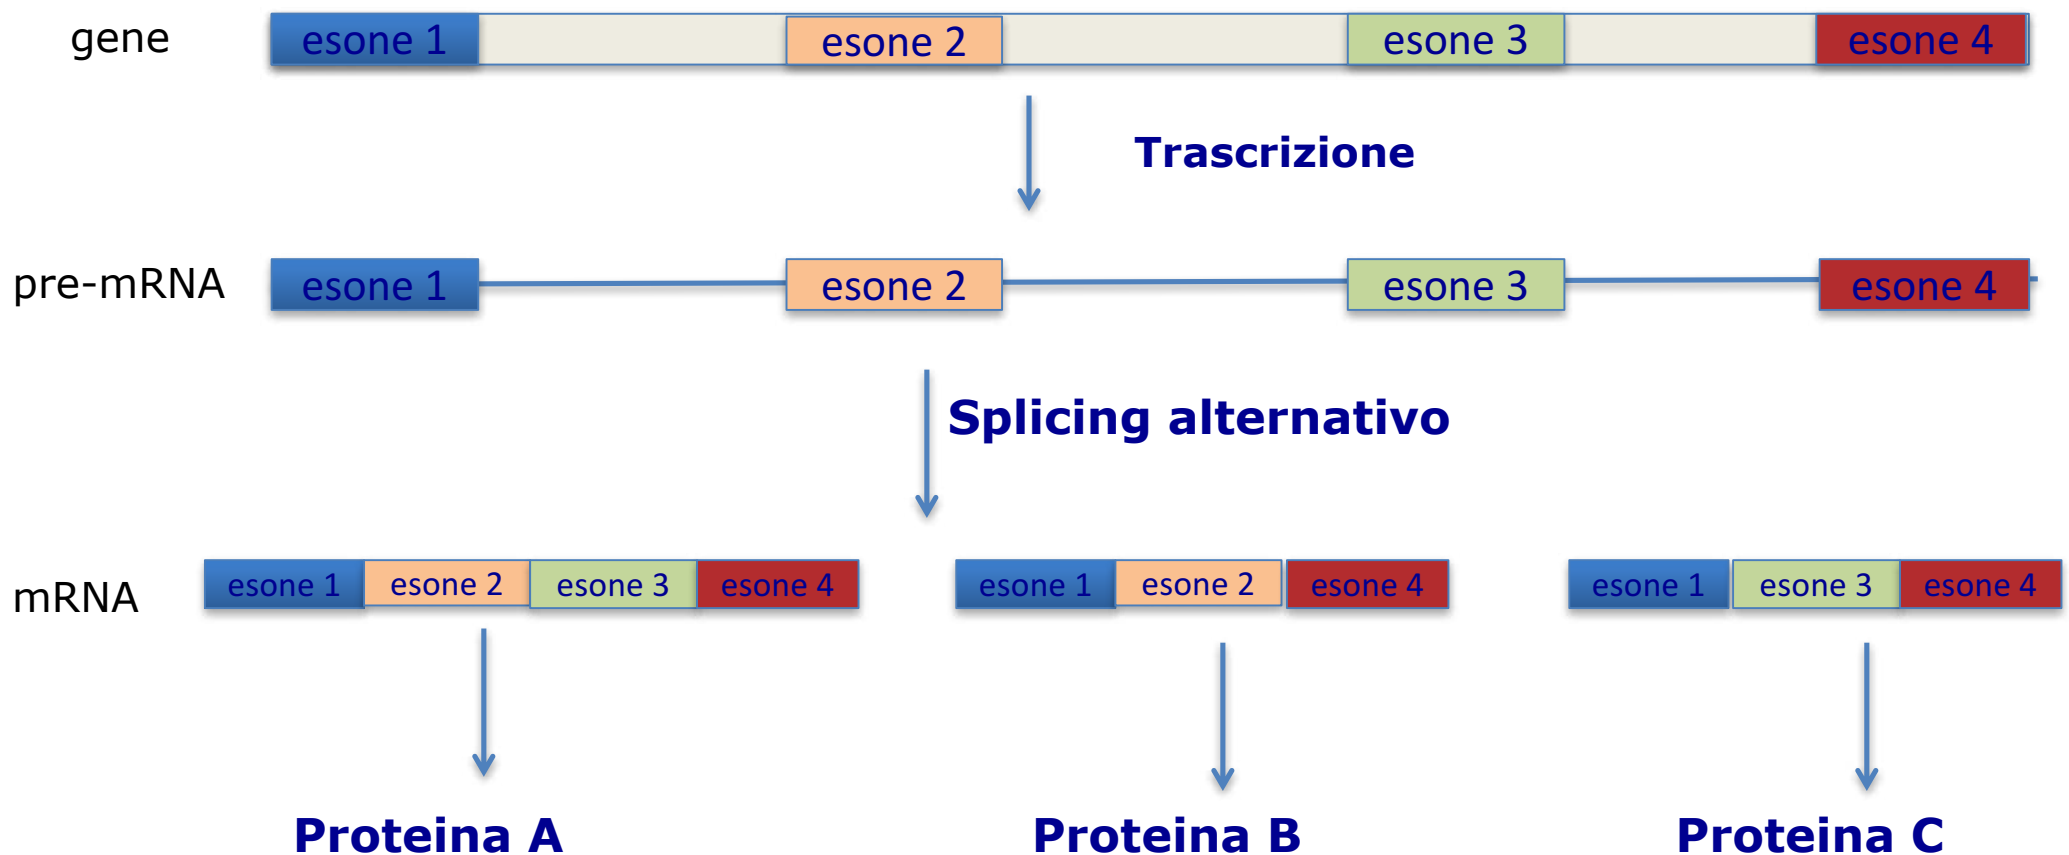 gene esone 1 esone 2 esone 3 esone 4
Trascrizione
pre-mRNA esone 1 esone 2 esone 3 esone 4
Splicing alternativo
mRNA esone 1 esone 2 esone 3 esone 4 esone 1 esone 2 esone 4 esone 1 esone 3 esone 4
Proteina A Proteina B Proteina C